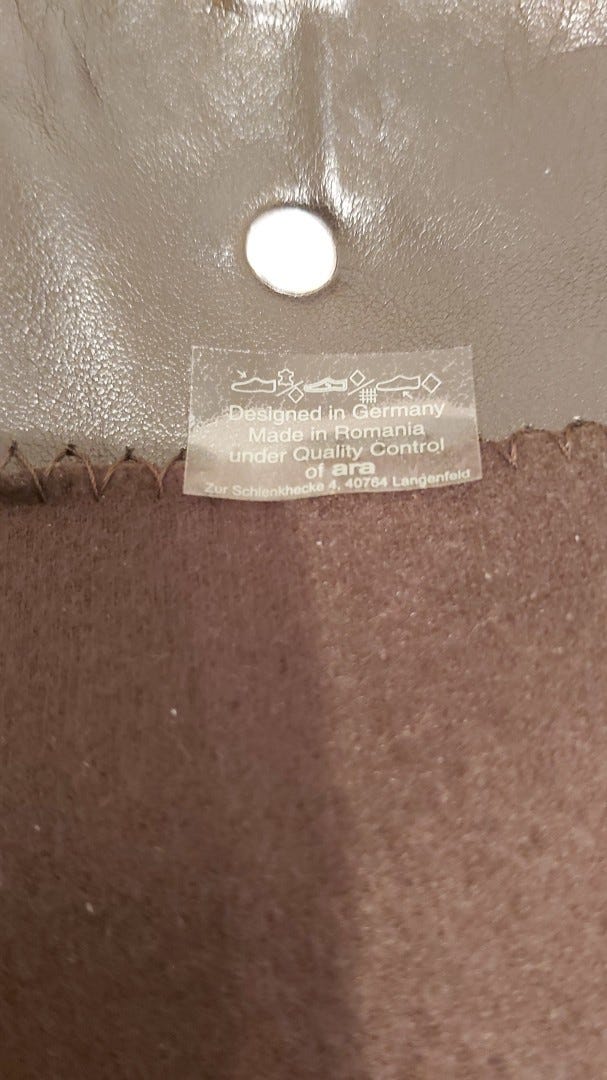 Designed in Germany
Made in Romania
under Quality Control
of ara
Zur Schlenkhecke 4, 40764 Langenfeld